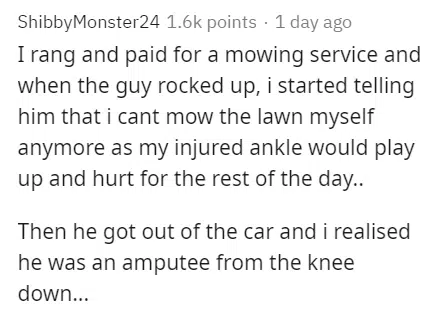 ShibbyMonster24 1.6k points · 1 day ago
I rang and paid for a mowing service and
when the guy rocked up, i started telling
him that i cant mow the lawn myself
anymore as my injured ankle would play
up and hurt for the rest of the day..
Then he got out of the car and i realised
he was an amputee from the knee
down...